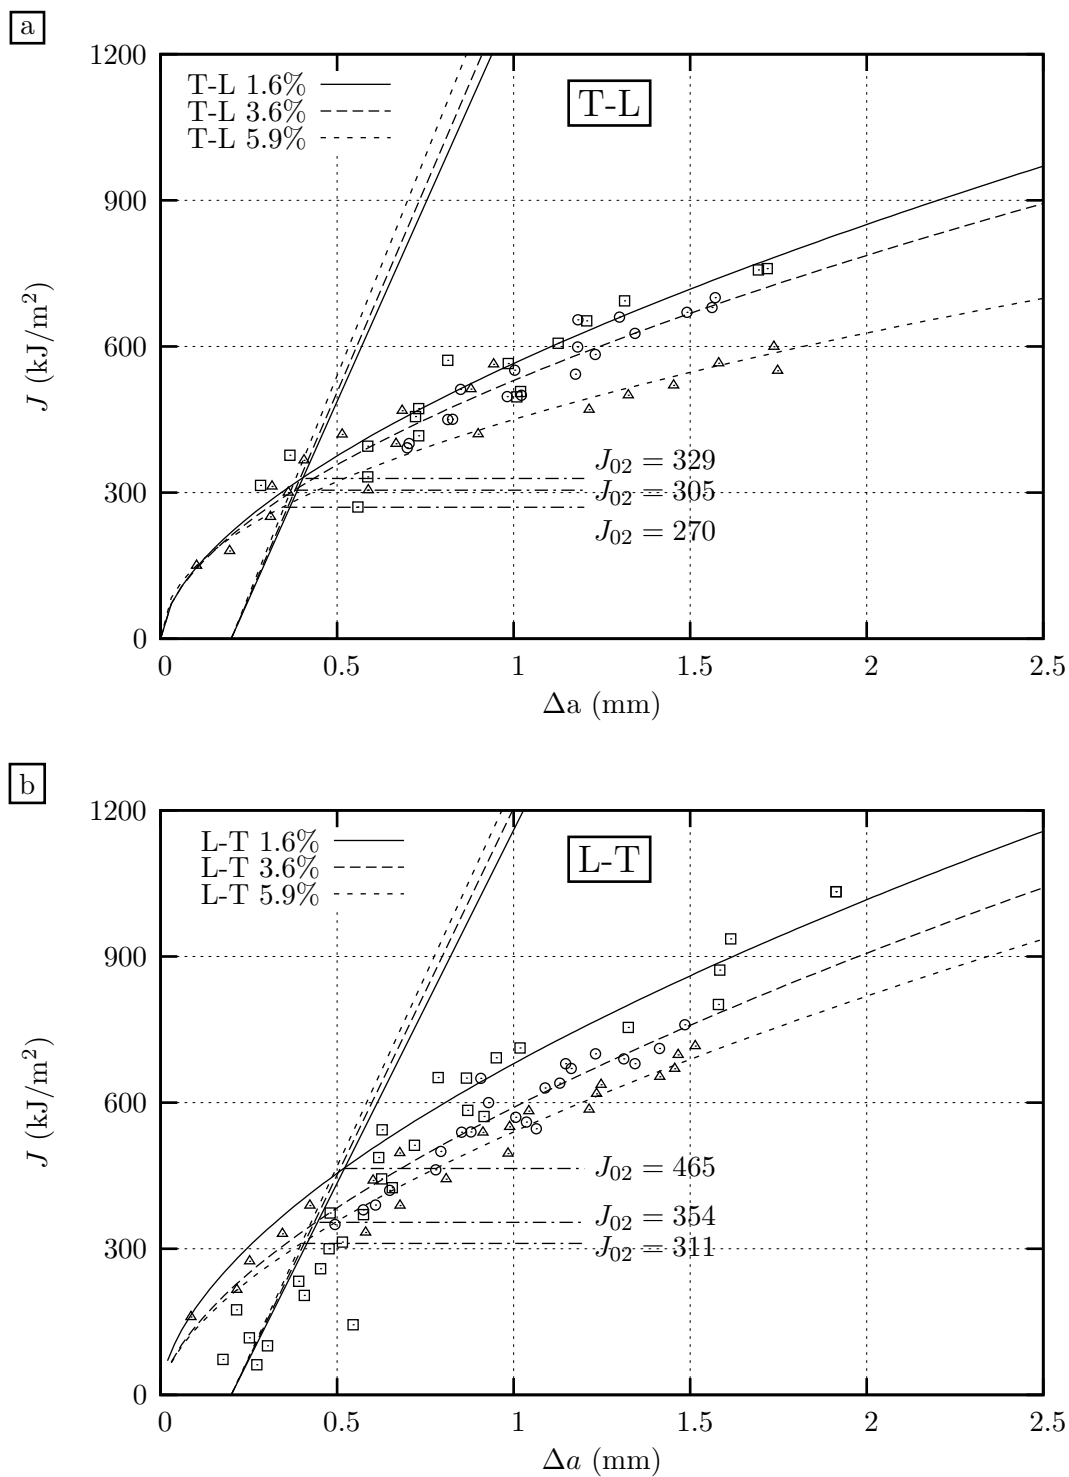 a
1200
900
600
300
0
J (kJ/m²)
T-L 1.6%
T-L 3.6%
T-L 5.9%
T-L
J₀₂ = 329
J₀₂ = 305
J₀₂ = 270
0 0.5 1 1.5 2 2.5
Δa (mm)
b
1200
900
600
300
0
J (kJ/m²)
L-T 1.6%
L-T 3.6%
L-T 5.9%
L-T
J₀₂ = 465
J₀₂ = 354
J₀₂ = 311
0 0.5 1 1.5 2 2.5
Δa (mm)